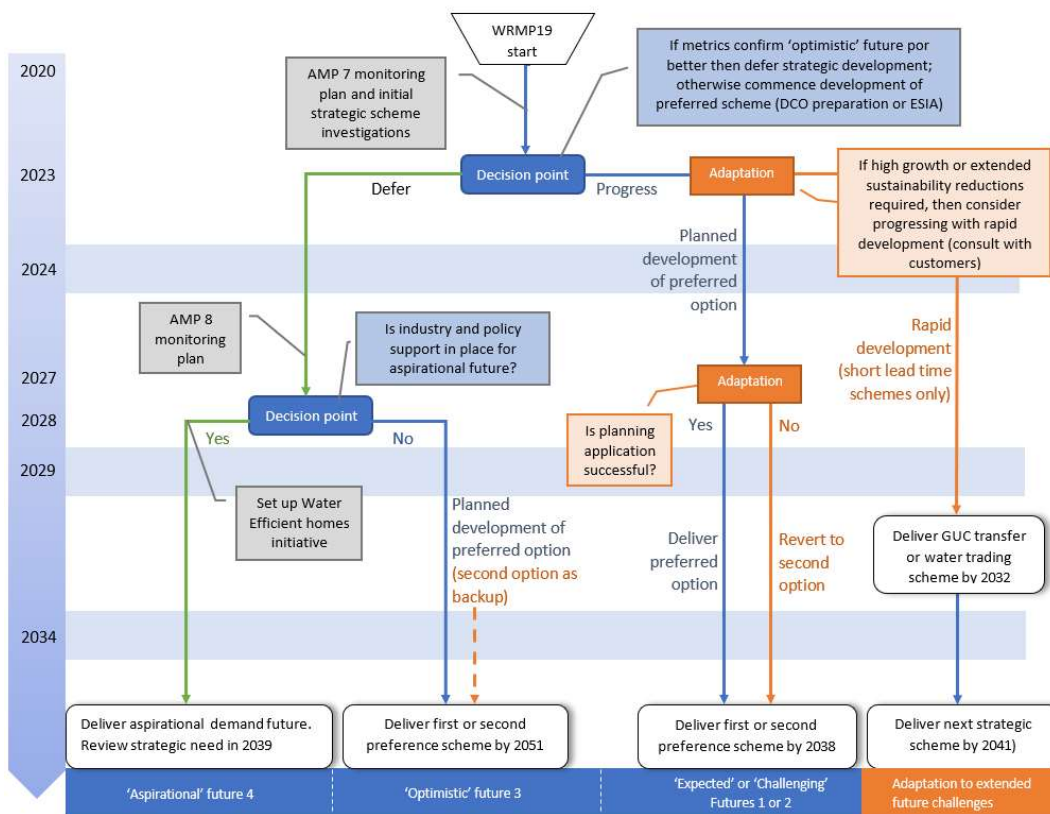 WRMP19
start
2020
AMP 7 monitoring
plan and initial
strategic scheme
investigations
If metrics confirm ‘optimistic’ future por
better then defer strategic development;
otherwise commence development of
preferred scheme (DCO preparation or ESIA)
2023
Defer
Decision point
Progress
Adaptation
If high growth or extended
sustainability reductions
required, then consider
progressing with rapid
development (consult with
customers)
Planned
development
of preferred
option
2024
AMP 8
monitoring
plan
Is industry and policy
support in place for
aspirational future?
Rapid
development
(short lead time
schemes only)
2027
Adaptation
2028
Decision point
Yes
No
Is planning
application
successful?
Yes
No
2029
Set up Water
Efficient homes
initiative
Planned
development of
preferred option
(second option as
backup)
Deliver
preferred
option
Revert to
second
option
Deliver GUC transfer
or water trading
scheme by 2032
2034
Deliver aspirational demand future.
Review strategic need in 2039
Deliver first or second
preference scheme by 2051
Deliver first or second
preference scheme by 2038
Deliver next strategic
scheme by 2041)
‘Aspirational’ future 4
‘Optimistic’ future 3
‘Expected’ or ‘Challenging’
Futures 1 or 2
Adaptation to extended
future challenges